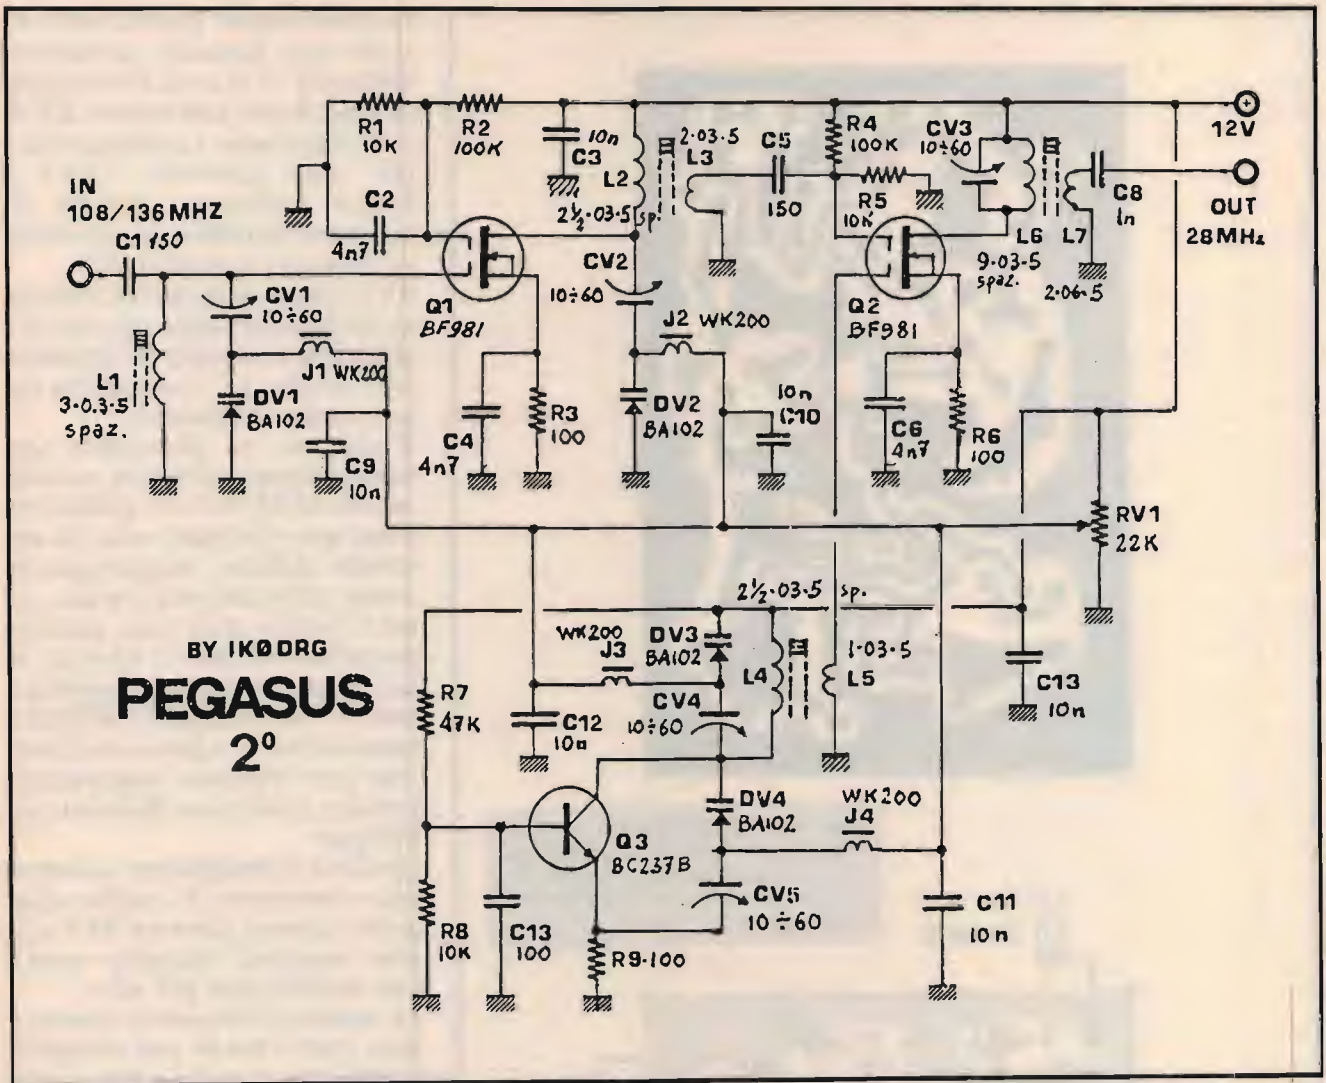 R1
10K
R2
100K
10n
C3
2·03·5
L3
L2
2½·03·5 sp.
C5
150
R4
100K
R5
10K
CV3
10÷60
⊕
12V
C8
1n
OUT
28MHz
L6
L7
9·03·5
spaz.
2·06·5
IN
108/136 MHZ
C1 150
C2
4n7
CV1
10÷60
L1
3·0.3·5
spaz.
DV1
BA102
J1 WK200
C9
10n
Q1
BF981
C4
4n7
R3
100
CV2
10÷60
J2 WK200
DV2
BA102
10n
C10
Q2
BF981
C6
4n7
R6
100
RV1
22K
BY IKØDRG
PEGASUS
2º
R7
47K
WK200
J3
DV3
BA102
C12
10n
CV4
10÷60
2½·03·5 sp.
L4
1·03·5
L5
C13
10n
Q3
BC237B
DV4
BA102
WK200
J4
CV5
10÷60
R8
10K
C13
100
R9·100
C11
10n